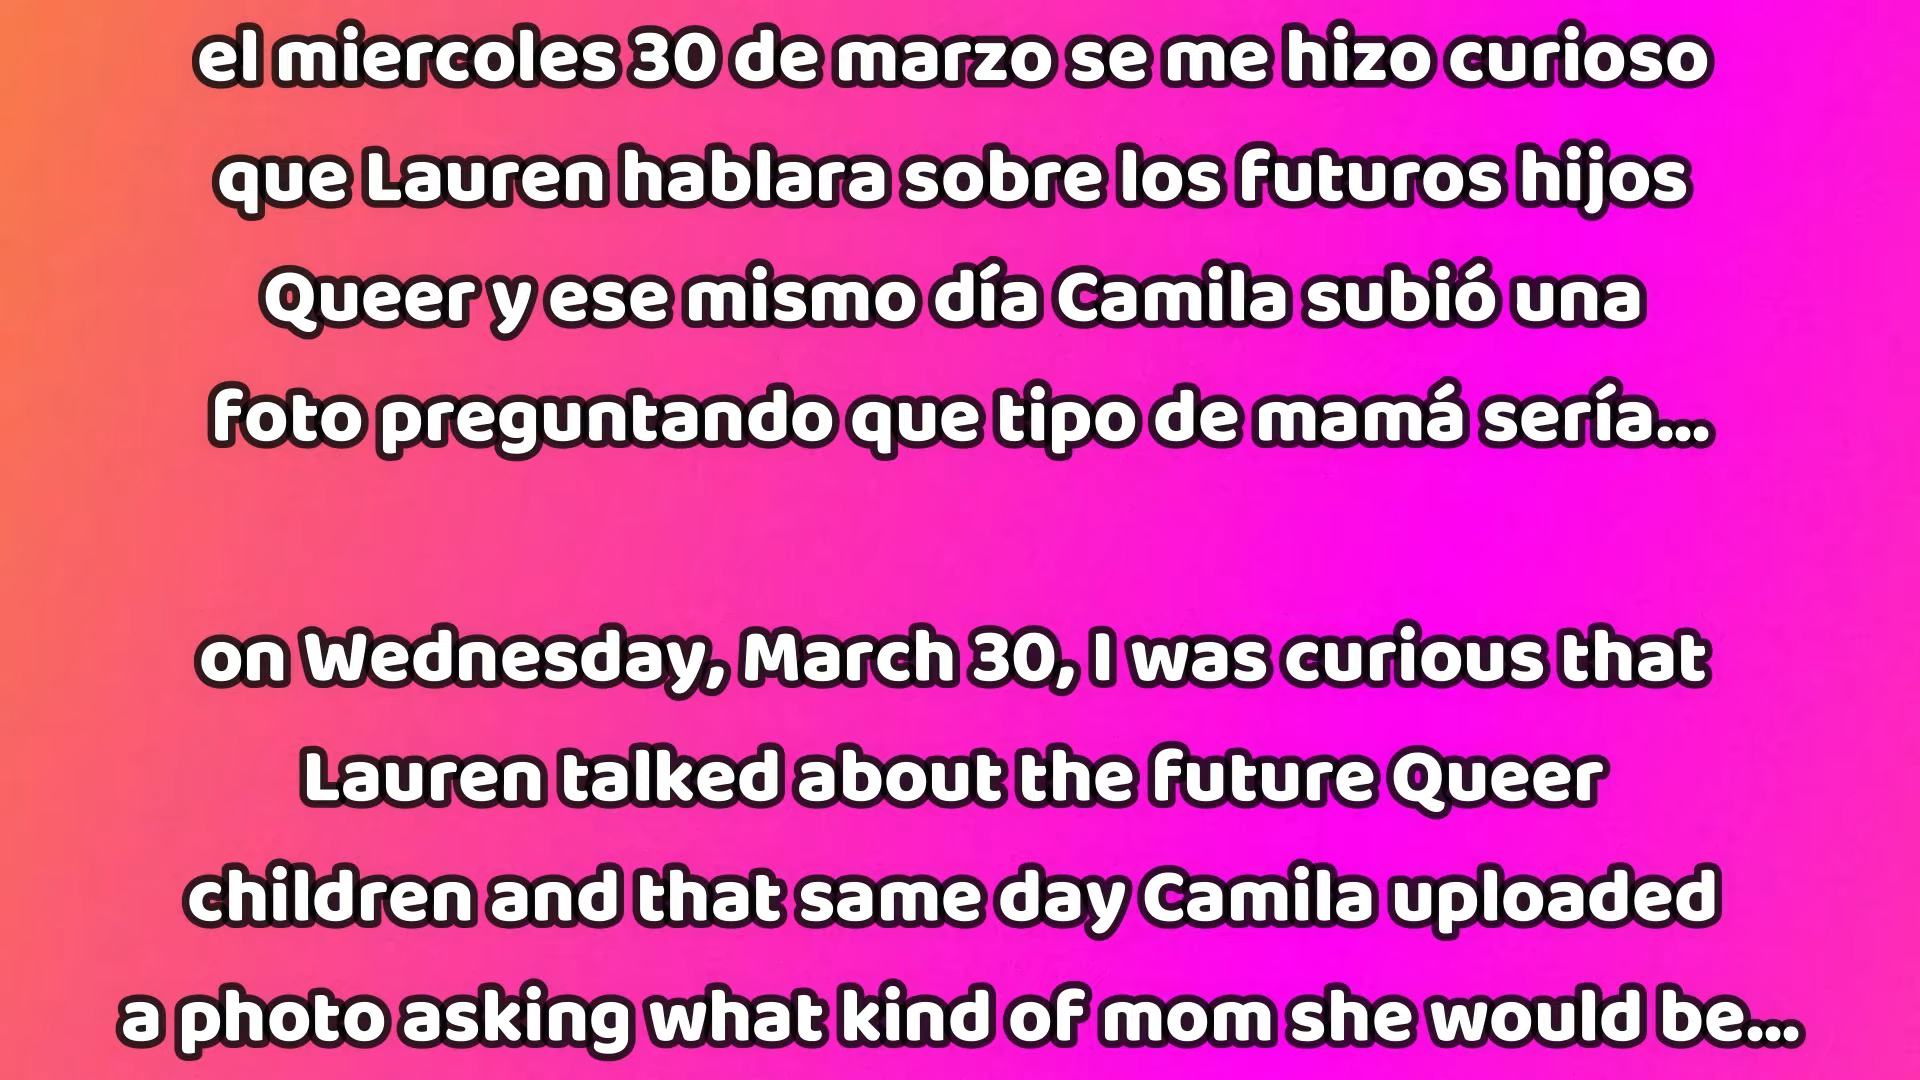 el miercoles 30 de marzo se me hizo curioso
que Lauren hablara sobre los futuros hijos
Queer y ese mismo día Camila subió una
foto preguntando que tipo de mamá sería...
on Wednesday, March 30, I was curious that
Lauren talked about the future Queer
children and that same day Camila uploaded
a photo asking what kind of mom she would be...